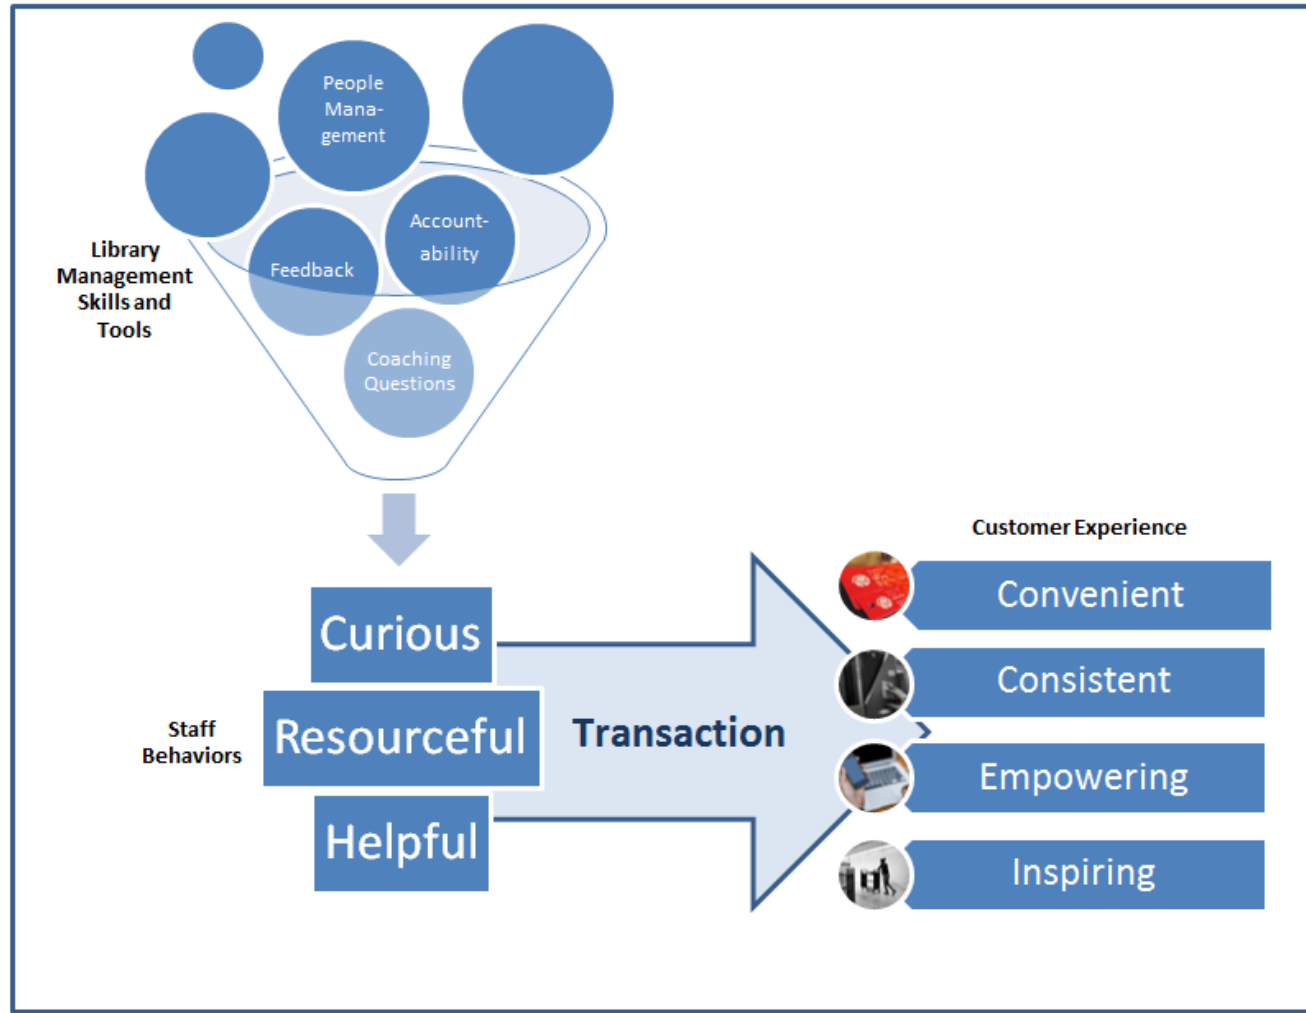 People
Mana-
gement
Account-
ability
Feedback
Library
Management
Skills and
Tools
Coaching
Questions
Customer Experience
Convenient
Curious
Consistent
Staff
Behaviors
Resourceful
Transaction
Empowering
Helpful
Inspiring